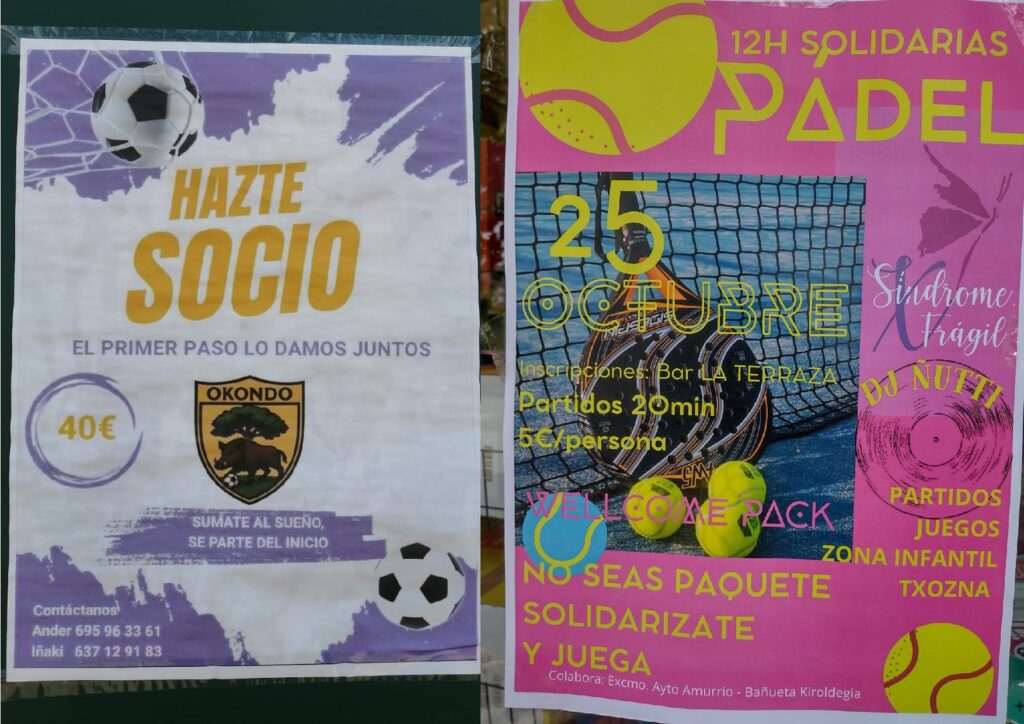 HAZTE
SOCIO
EL PRIMER PASO LO DAMOS JUNTOS
40€
OKONDO
SUMATE AL SUEÑO,
SE PARTE DEL INICIO
Contáctanos
Ander 695 96 33 61
Iñaki 637 12 91 83
12H SOLIDARIAS
PÁDEL
25
OCTUBRE
Inscripciones: Bar LA TERRAZA
Partidos 20min
5€/persona
WELLCOME PACK
Síndrome
X Frágil
DJ ÑUTTI
PARTIDOS
JUEGOS
ZONA INFANTIL
TXOZNA
NO SEAS PAQUETE
SOLIDARIZATE
Y JUEGA
Colabora: Excmo. Ayto Amurrio - Bañueta Kiroldegia